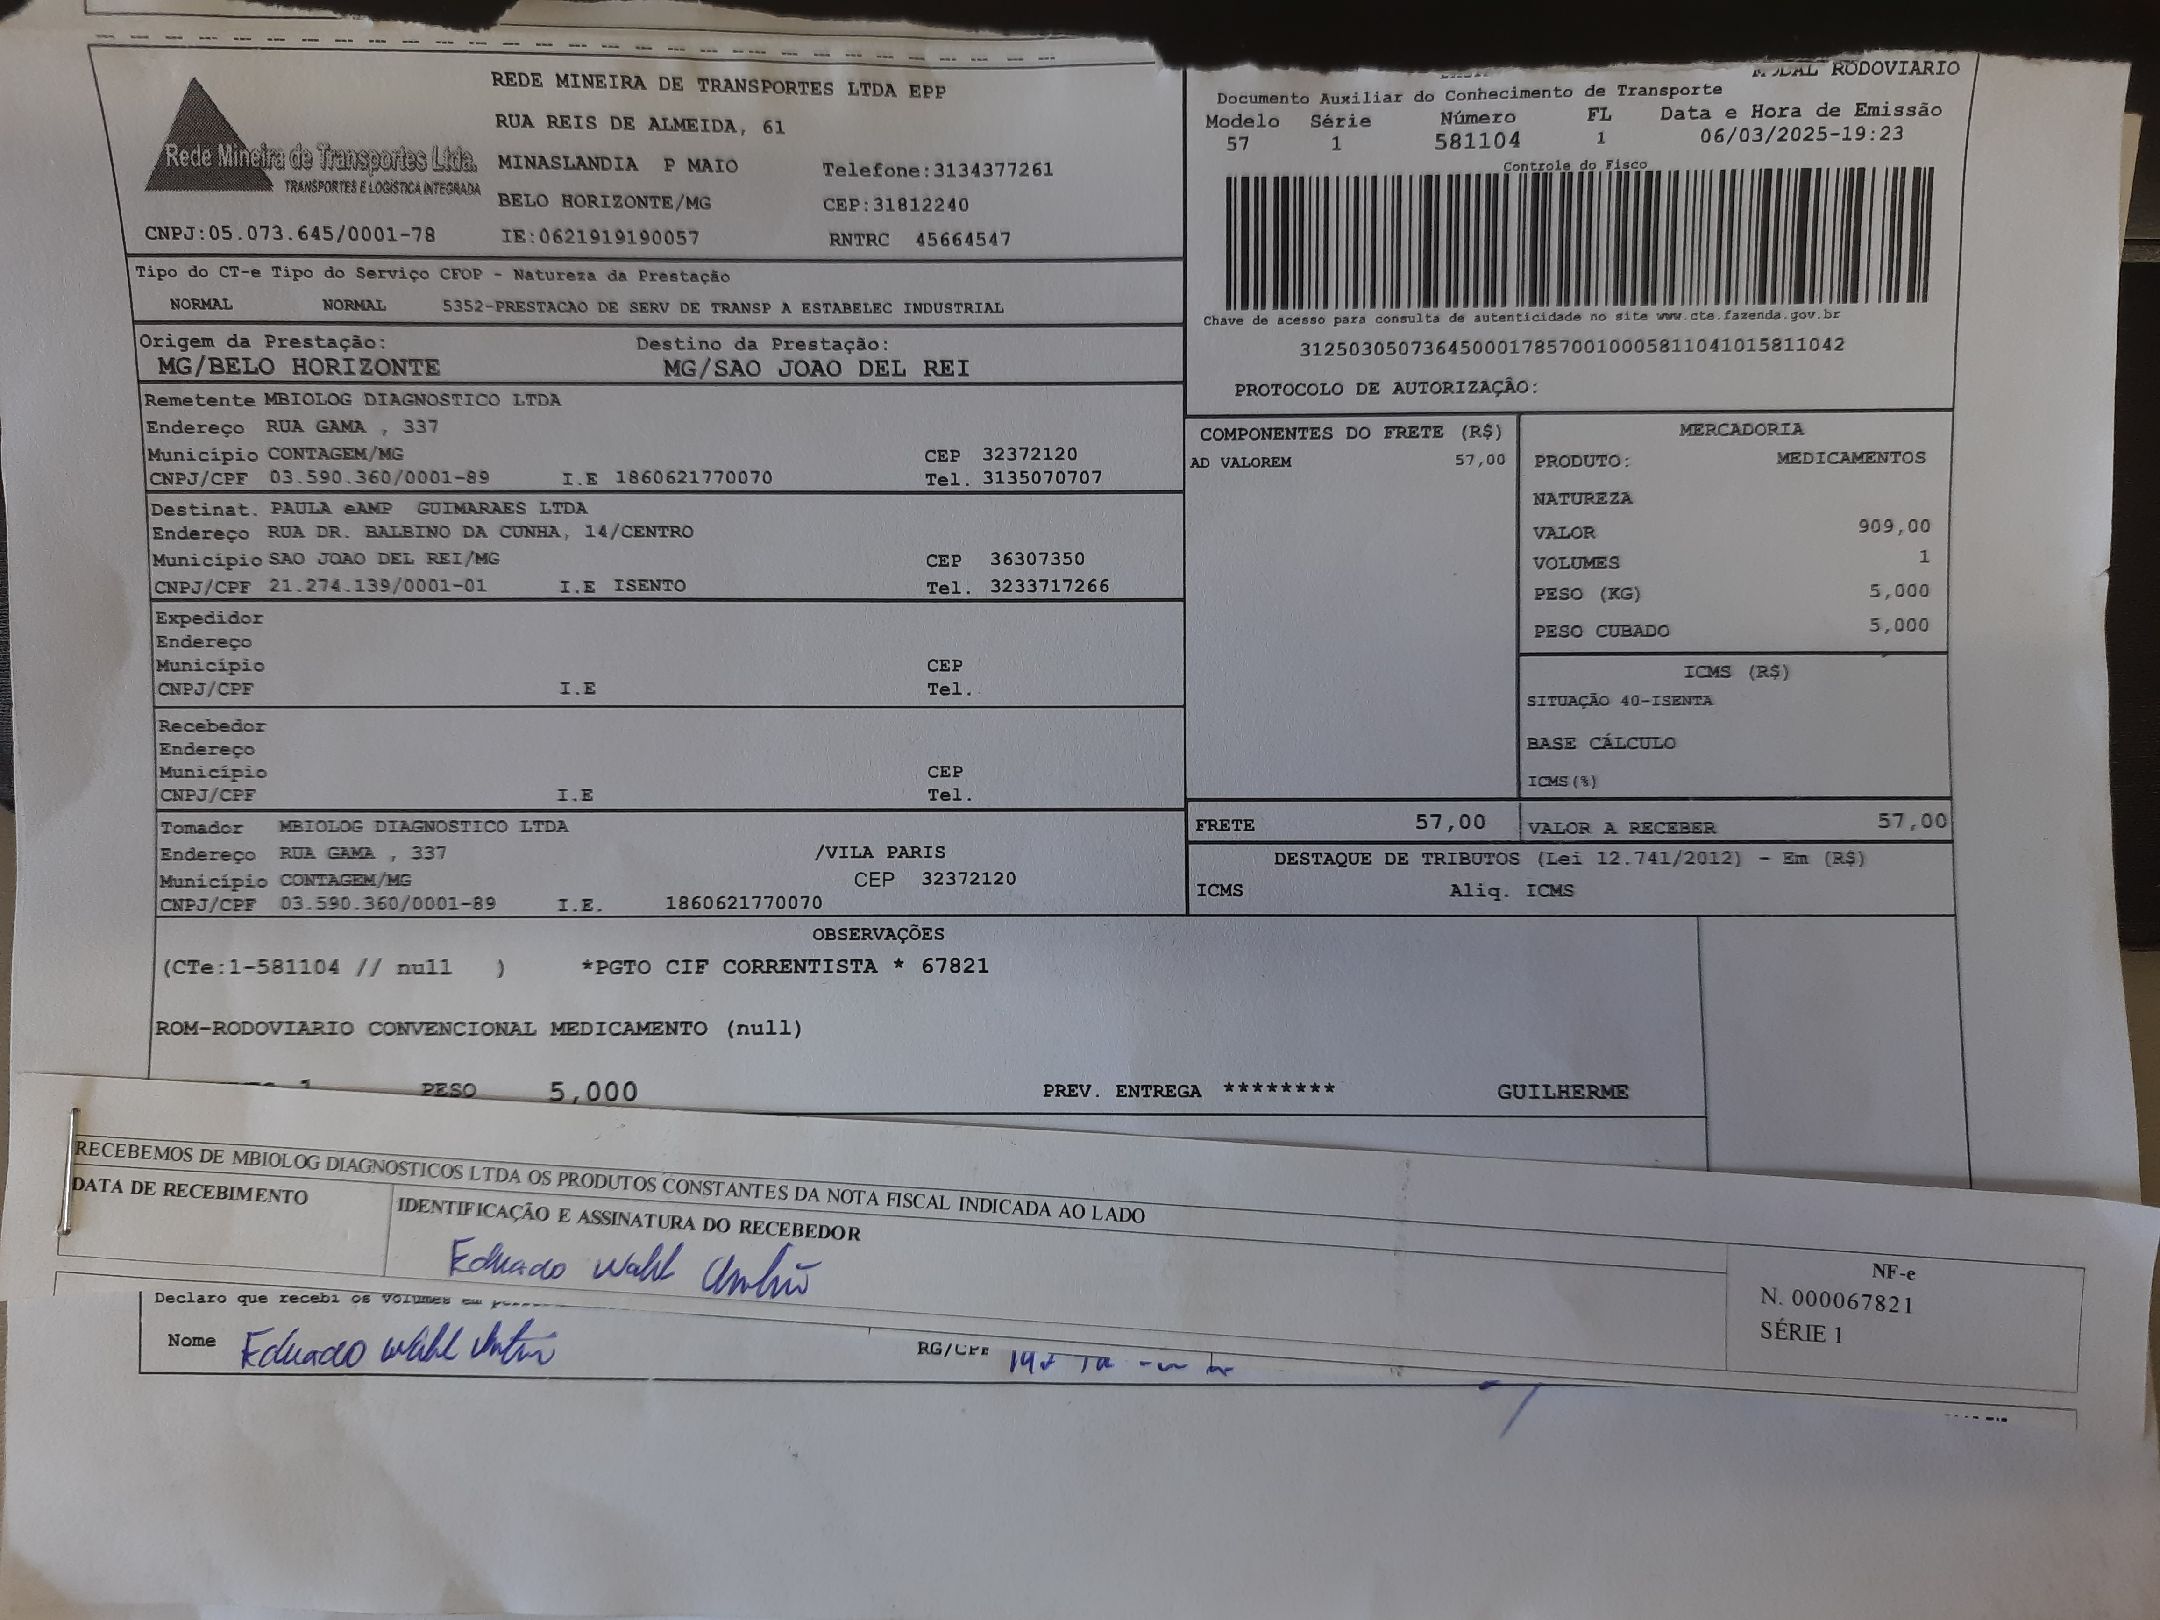 REDE MINEIRA DE TRANSPORTES LTDA EPP
RUA REIS DE ALMEIDA, 61
MINASLANDIA P MAIO Telefone:3134377261
BELO HORIZONTE/MG CEP:31812240
CNPJ:05.073.645/0001-78 IE:0621919190057 RNTRC 45664547
Rede Mineira de Transportes Ltda.
TRANSPORTES E LOGÍSTICA INTEGRADA
RODOVIARIO
Documento Auxiliar do Conhecimento de Transporte
Modelo Série Número FL Data e Hora de Emissão
57 1 581104 1 06/03/2025-19:23
Controle do Fisco
Chave de acesso para consulta de autenticidade no site www.cte.fazenda.gov.br
31250305073645000178570010005811041015811042
PROTOCOLO DE AUTORIZAÇÃO:
Tipo do CT-e Tipo do Serviço CFOP - Natureza da Prestação
NORMAL NORMAL 5352-PRESTACAO DE SERV DE TRANSP A ESTABELEC INDUSTRIAL
Origem da Prestação: Destino da Prestação:
MG/BELO HORIZONTE MG/SAO JOAO DEL REI
Remetente MBIOLOG DIAGNOSTICO LTDA
Endereço RUA GAMA , 337
Município CONTAGEM/MG CEP 32372120
CNPJ/CPF 03.590.360/0001-89 I.E 1860621770070 Tel. 3135070707
Destinat. PAULA eAMP GUIMARAES LTDA
Endereço RUA DR. BALBINO DA CUNHA, 14/CENTRO
Município SAO JOAO DEL REI/MG CEP 36307350
CNPJ/CPF 21.274.139/0001-01 I.E ISENTO Tel. 3233717266
Expedidor
Endereço
Município CEP
CNPJ/CPF I.E Tel.
Recebedor
Endereço
Município CEP
CNPJ/CPF I.E Tel.
Tomador MBIOLOG DIAGNOSTICO LTDA
Endereço RUA GAMA , 337 /VILA PARIS
Município CONTAGEM/MG CEP 32372120
CNPJ/CPF 03.590.360/0001-89 I.E. 1860621770070
COMPONENTES DO FRETE (R$)
AD VALOREM 57,00
MERCADORIA
PRODUTO: MEDICAMENTOS
NATUREZA
VALOR 909,00
VOLUMES 1
PESO (KG) 5,000
PESO CUBADO 5,000
ICMS (R$)
SITUAÇÃO 40-ISENTA
BASE CÁLCULO
ICMS(%)
FRETE 57,00 VALOR A RECEBER 57,00
DESTAQUE DE TRIBUTOS (Lei 12.741/2012) - Em (R$)
ICMS Aliq. ICMS
OBSERVAÇÕES
(CTe:1-581104 // null ) *PGTO CIF CORRENTISTA * 67821
ROM-RODOVIARIO CONVENCIONAL MEDICAMENTO (null)
1 PESO 5,000 PREV. ENTREGA ******** GUILHERME
RECEBEMOS DE MBIOLOG DIAGNOSTICOS LTDA OS PRODUTOS CONSTANTES DA NOTA FISCAL INDICADA AO LADO
DATA DE RECEBIMENTO IDENTIFICAÇÃO E ASSINATURA DO RECEBEDOR
Eduardo Wahl
NF-e
N. 000067821
SÉRIE 1
Declaro que recebi os volumes em
Nome Eduardo Wahl
RG/CPF